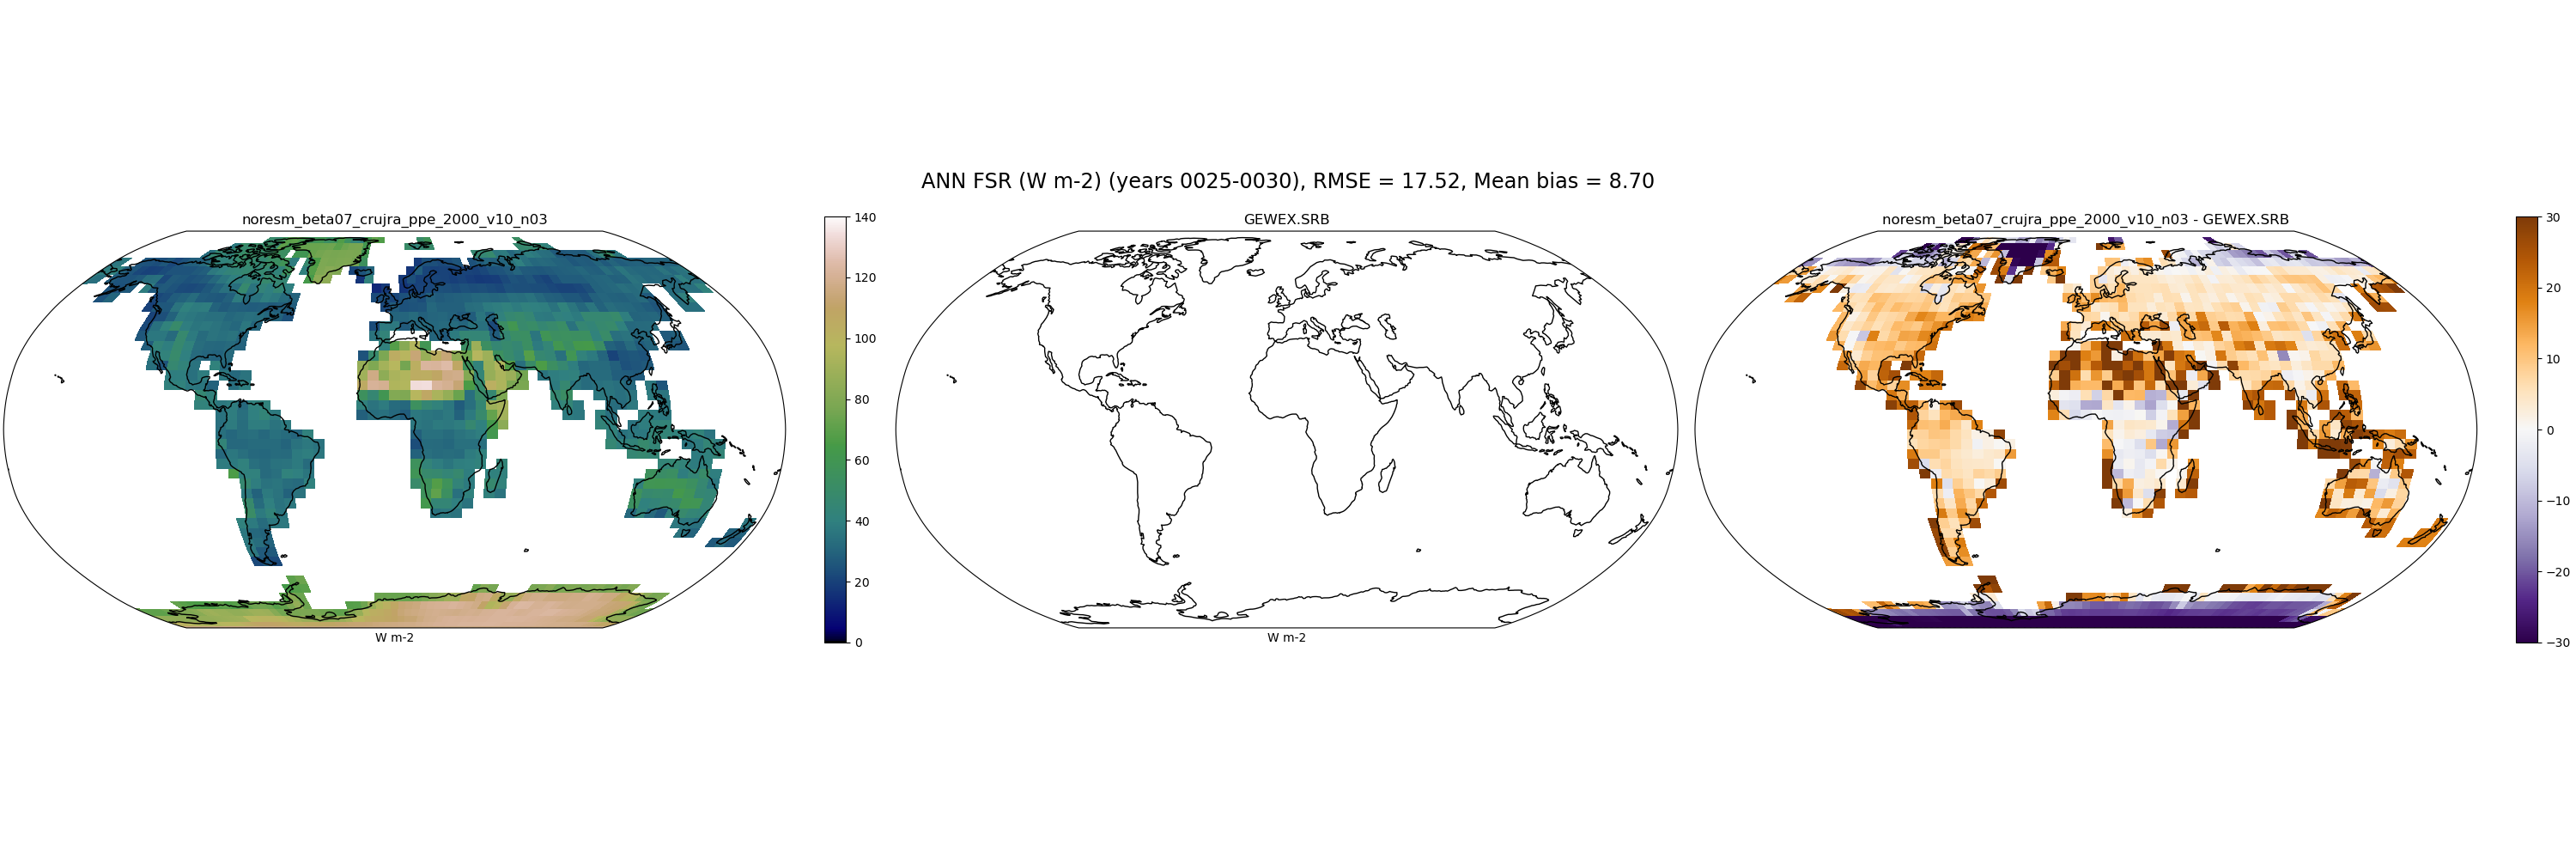 ANN FSR (W m-2) (years 0025-0030), RMSE = 17.52, Mean bias = 8.70
noresm_beta07_crujra_ppe_2000_v10_n03
140
120
100
80
60
40
20
0
W m-2
GEWEX.SRB
W m-2
noresm_beta07_crujra_ppe_2000_v10_n03 - GEWEX.SRB
30
20
10
0
−10
−20
−30